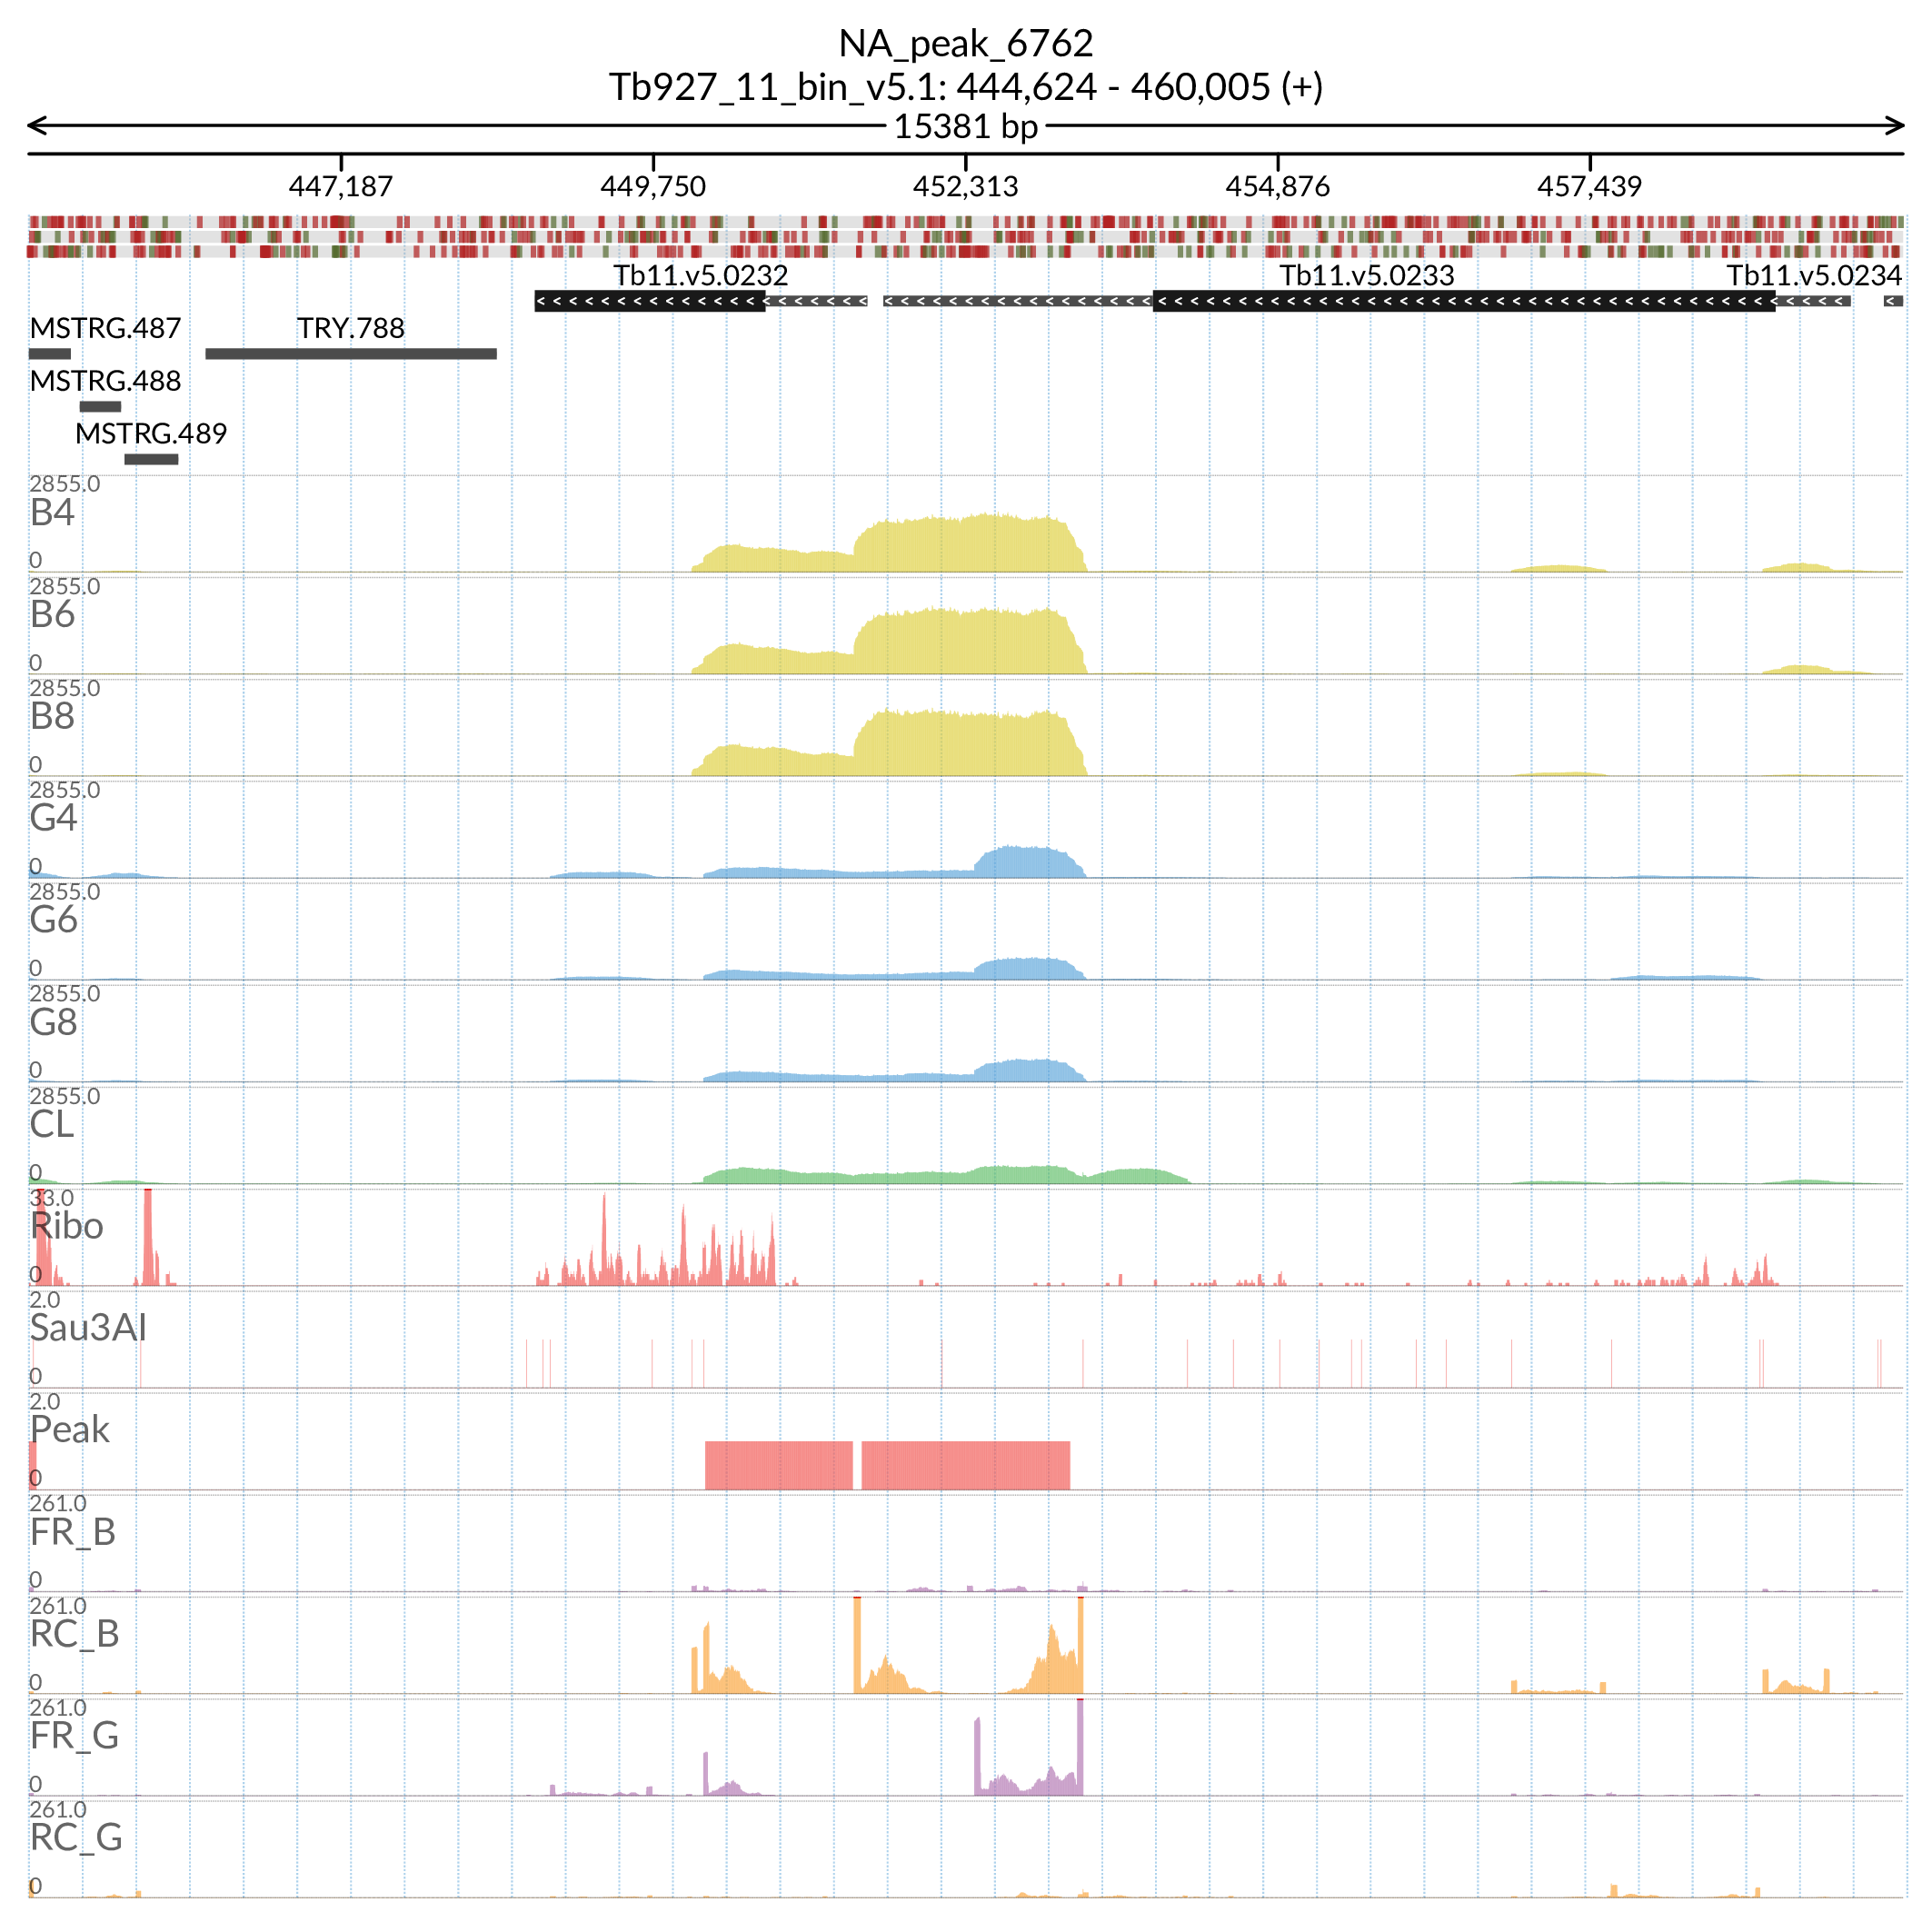 NA_peak_6762
Tb927_11_bin_v5.1: 444,624 - 460,005 (+)
15381 bp
447,187 449,750 452,313 454,876 457,439
Tb11.v5.0232 Tb11.v5.0233 Tb11.v5.0234
MSTRG.487 TRY.788
MSTRG.488
MSTRG.489
2855.0
B4
0
2855.0
B6
0
2855.0
B8
0
2855.0
G4
0
2855.0
G6
0
2855.0
G8
0
2855.0
CL
0
33.0
Ribo
0
2.0
Sau3AI
0
2.0
Peak
0
261.0
FR_B
0
261.0
RC_B
0
261.0
FR_G
0
261.0
RC_G
0